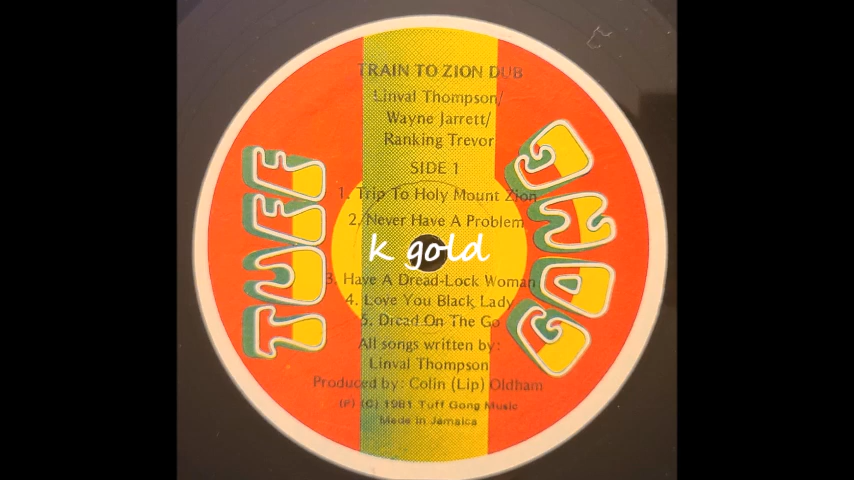 TRAIN TO ZION DUB
Linval Thompson/
Wayne Jarrett/
Ranking Trevor
SIDE 1
1. Trip To Holy Mount Zion
2. Never Have A Problem
k gold
3. Have A Dread-Lock Woman
4. Love You Black Lady
5. Dread On The Go
All songs written by:
Linval Thompson
Produced by: Colin (Lip) Oldham
(P) (C) 1981 Tuff Gong Music
Made in Jamaica
TUFF
GONG